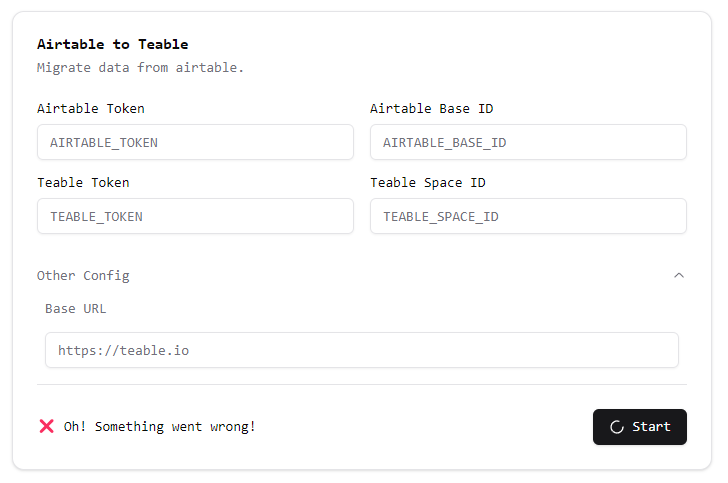 Airtable to Teable
Migrate data from airtable.
Airtable Token
Airtable Base ID
AIRTABLE_TOKEN
AIRTABLE_BASE_ID
Teable Token
Teable Space ID
TEABLE_TOKEN
TEABLE_SPACE_ID
Other Config
Base URL
https://teable.io
Oh! Something went wrong!
Start